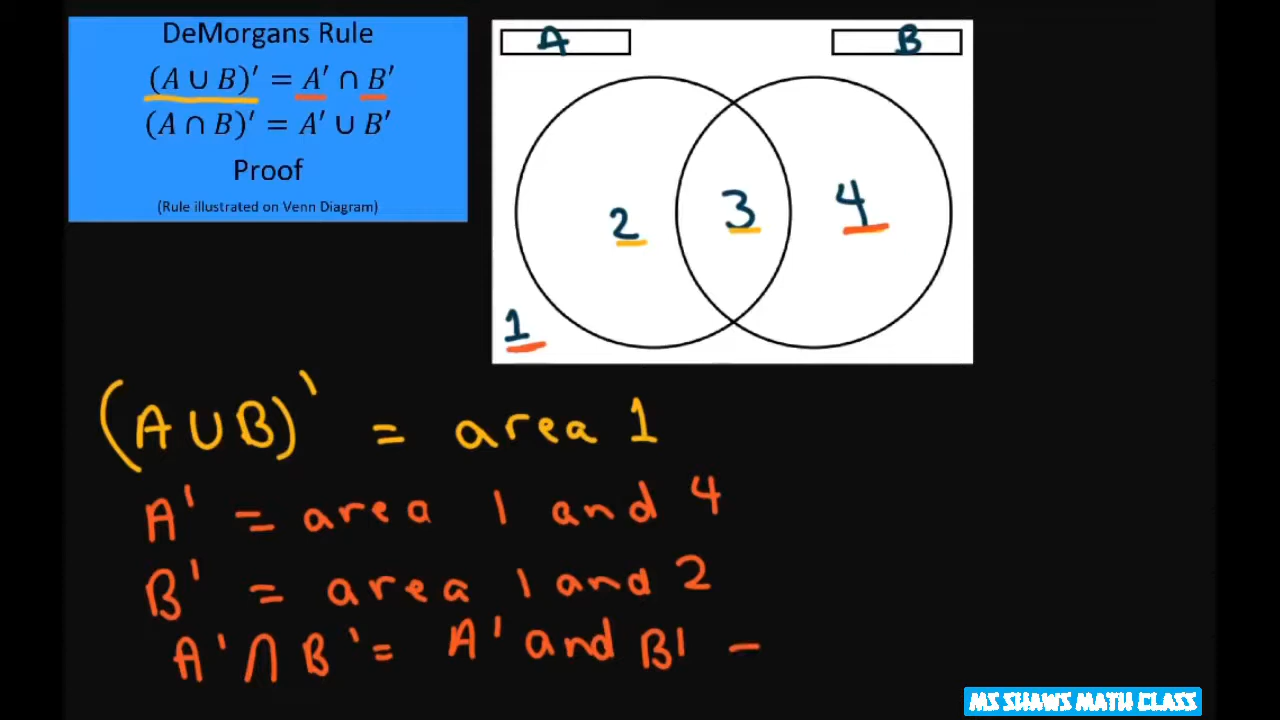 DeMorgans Rule
(A ∪ B)′ = A′ ∩ B′
(A ∩ B)′ = A′ ∪ B′
Proof
(Rule illustrated on Venn Diagram)
A
B
2
3
4
1
(A∪B)' = area 1
A' = area 1 and 4
B' = area 1 and 2
A'∩B' = A' and B' -
MS SHAWS MATH CLASS